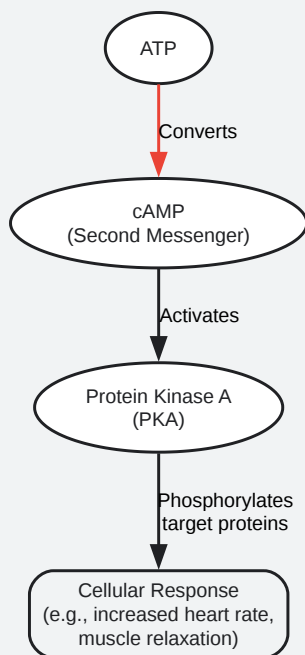 ATP
Converts
cAMP
(Second Messenger)
Activates
Protein Kinase A
(PKA)
Phosphorylates
target proteins
Cellular Response
(e.g., increased heart rate,
muscle relaxation)